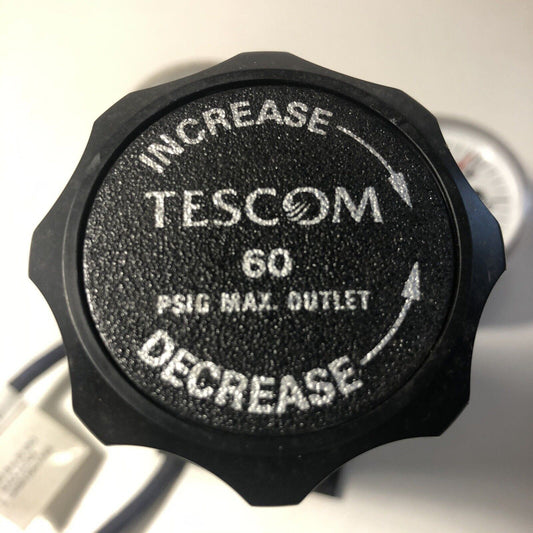 INCREASE
TESCOM
60
PSIG MAX. OUTLET
DECREASE